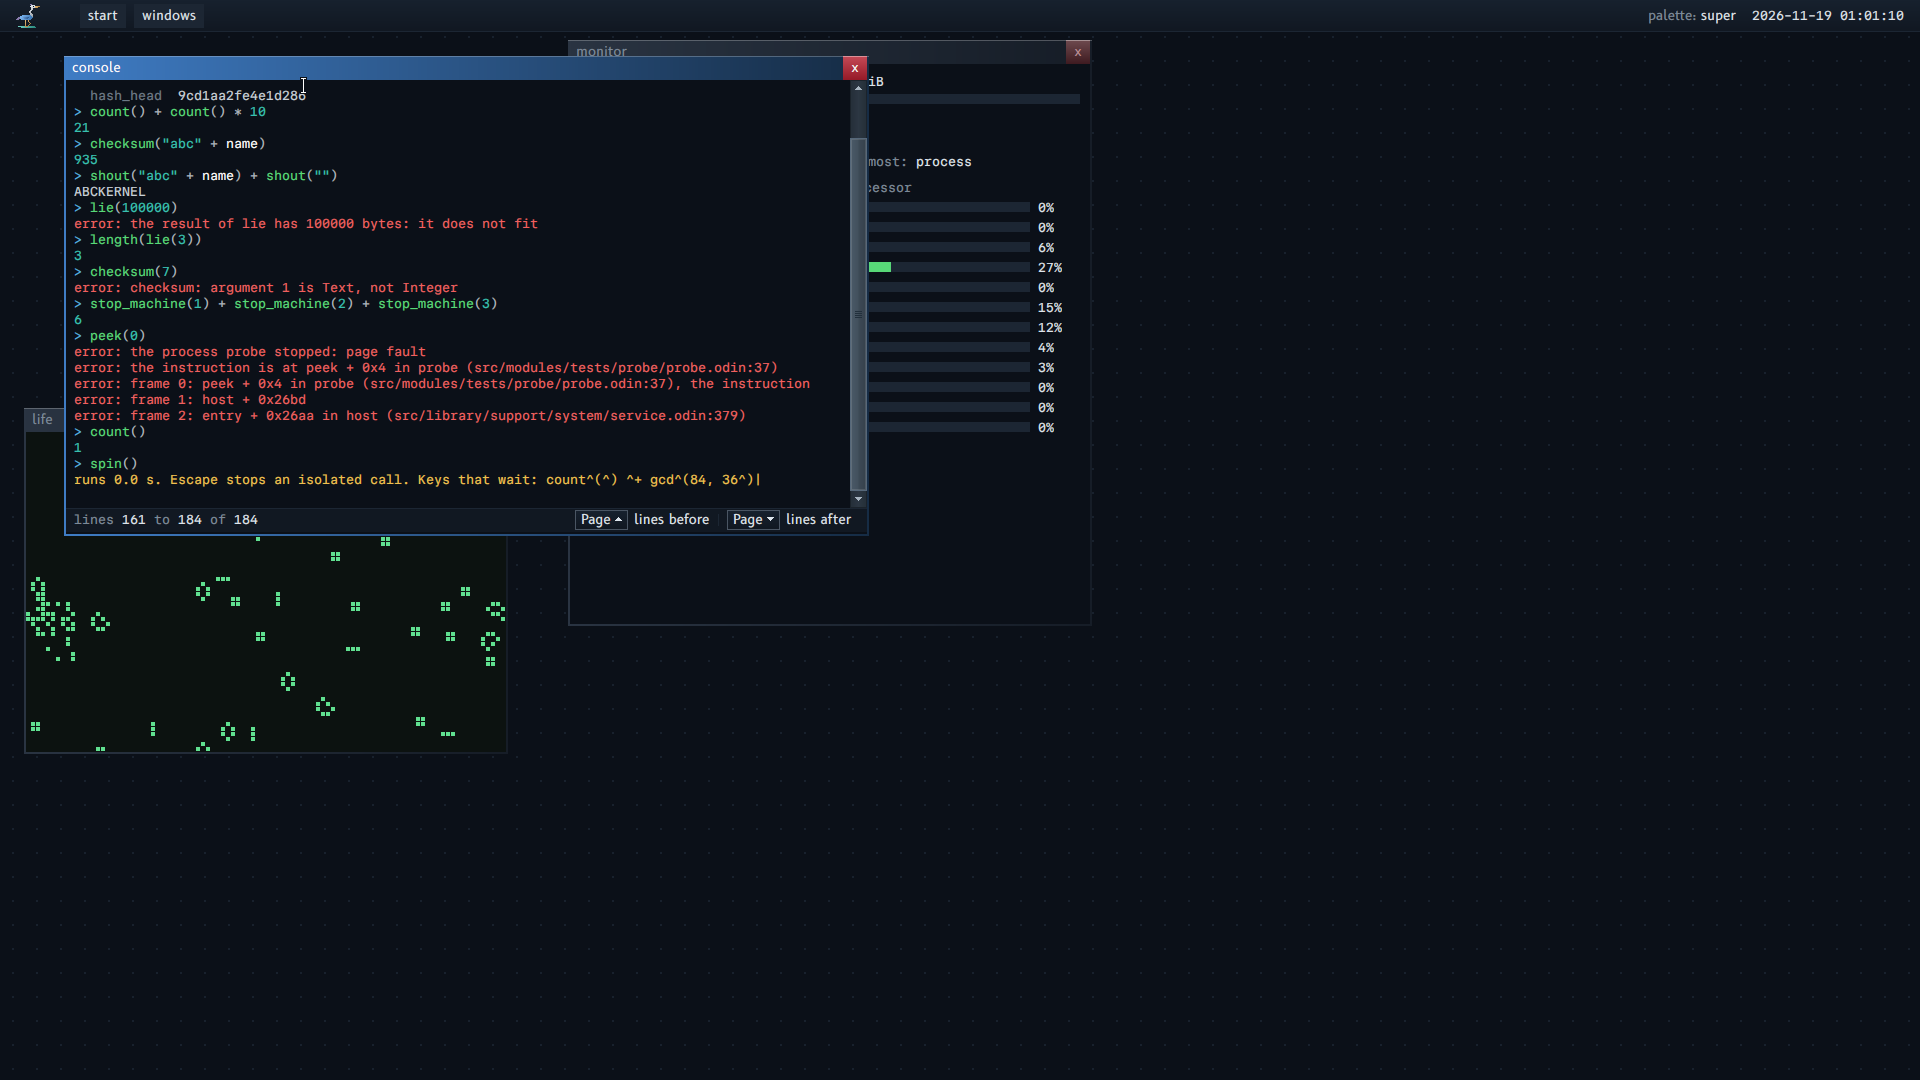 start windows palette: super 2026-11-19 01:01:10
monitor x
console x
iB
hash_head 9cd1aa2fe4e1d286
> count() + count() * 10
21
> checksum("abc" + name)
935
most: process
> shout("abc" + name) + shout("")
ABCKERNEL
cessor
> lie(100000)
error: the result of lie has 100000 bytes: it does not fit
> length(lie(3))
3
> checksum(7)
error: checksum: argument 1 is Text, not Integer
> stop_machine(1) + stop_machine(2) + stop_machine(3)
6
> peek(0)
error: the process probe stopped: page fault
error: the instruction is at peek + 0x4 in probe (src/modules/tests/probe/probe.odin:37)
error: frame 0: peek + 0x4 in probe (src/modules/tests/probe/probe.odin:37), the instruction
error: frame 1: host + 0x26bd
error: frame 2: entry + 0x26aa in host (src/library/support/system/service.odin:379)
> count()
1
> spin()
runs 0.0 s. Escape stops an isolated call. Keys that wait: count^(^) ^+ gcd^(84, 36^)|
lines 161 to 184 of 184 Page lines before Page lines after
0%
0%
6%
27%
0%
15%
12%
4%
3%
0%
0%
0%
life